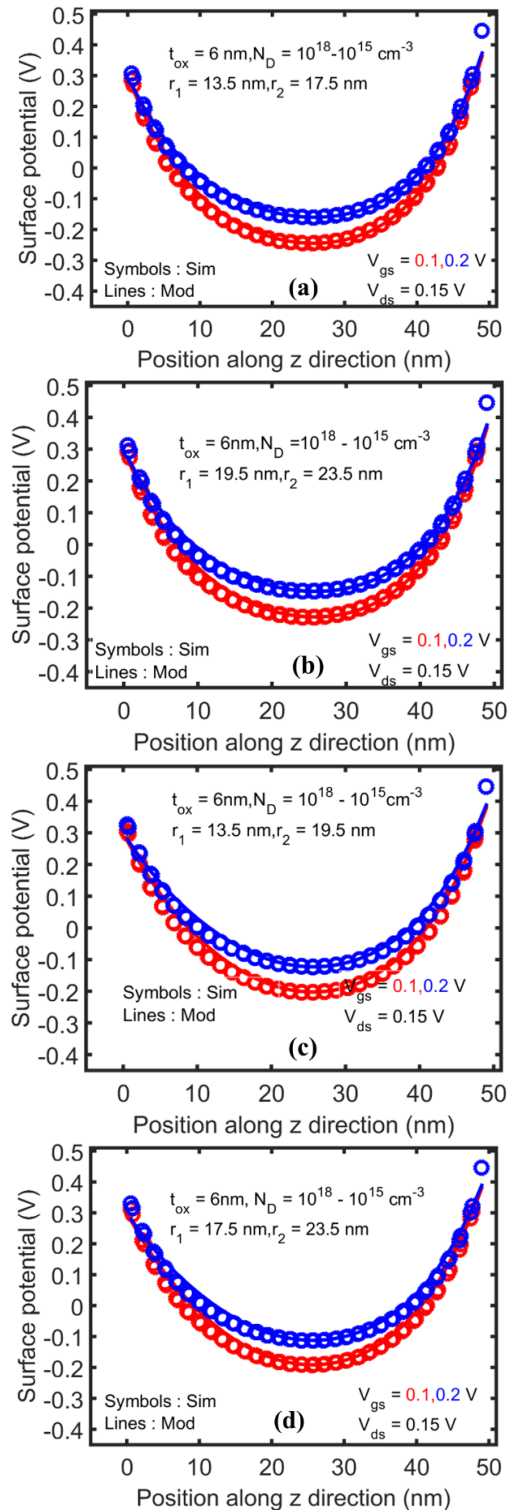 0.5
t_ox = 6 nm,N_D = 10^18-10^15 cm^-3
0.4
r_1 = 13.5 nm,r_2 = 17.5 nm
0.3
0.2
0.1
0
-0.1
-0.2
-0.3
-0.4
Surface potential (V)
Symbols : Sim
Lines : Mod
(a)
V_gs = 0.1,0.2 V
V_ds = 0.15 V
0 10 20 30 40 50
Position along z direction (nm)
0.5
0.4
t_ox = 6nm,N_D =10^18 - 10^15 cm^-3
r_1 = 19.5 nm,r_2 = 23.5 nm
0.3
0.2
0.1
0
-0.1
-0.2
-0.3
-0.4
Surface potential (V)
Symbols : Sim
Lines : Mod
(b)
V_gs = 0.1,0.2 V
V_ds = 0.15 V
0 10 20 30 40 50
Position along z direction (nm)
0.5
t_ox = 6nm,N_D = 10^18 - 10^15cm^-3
0.4
r_1 = 13.5 nm,r_2 = 19.5 nm
0.3
0.2
0.1
0
-0.1
-0.2
-0.3
-0.4
Surface potential (V)
Symbols : Sim
Lines : Mod
(c)
V_gs = 0.1,0.2 V
V_ds = 0.15 V
0 10 20 30 40 50
Position along z direction (nm)
0.5
0.4
t_ox = 6nm, N_D = 10^18 - 10^15 cm^-3
r_1 = 17.5 nm,r_2 = 23.5 nm
0.3
0.2
0.1
0
-0.1
-0.2
-0.3
-0.4
Surface potential (V)
Symbols : Sim
Lines : Mod
(d)
V_gs = 0.1,0.2 V
V_ds = 0.15 V
0 10 20 30 40 50
Position along z direction (nm)